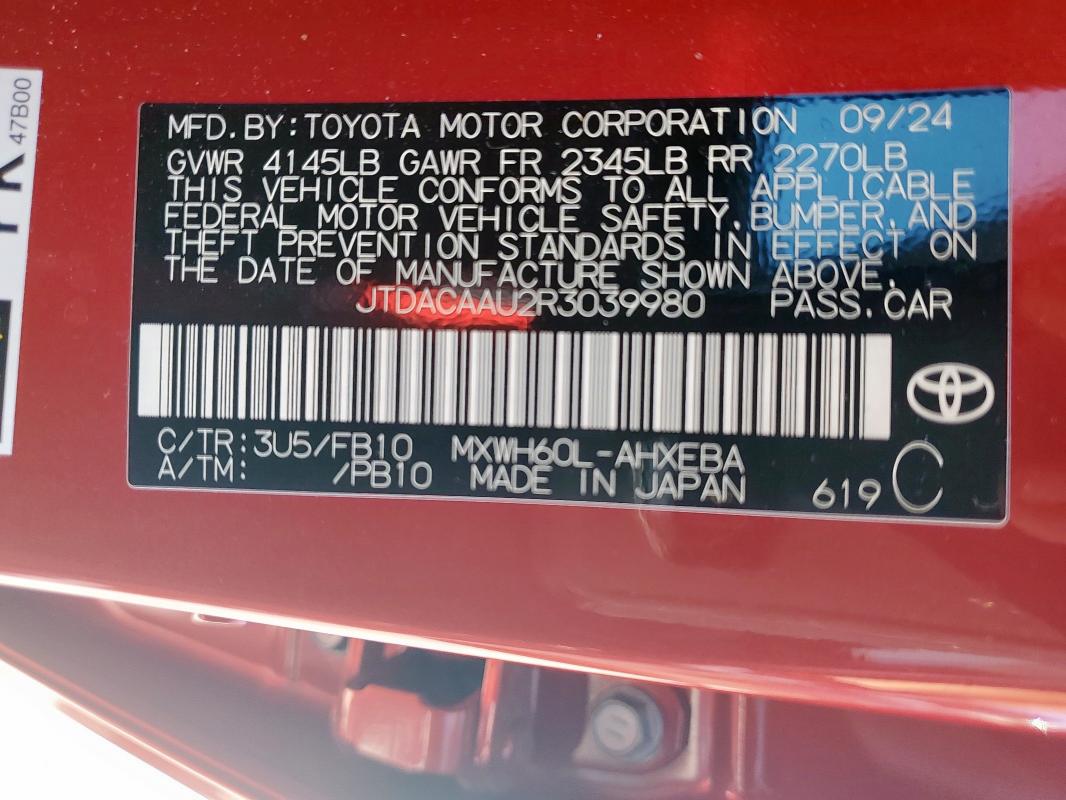 MFD.BY:TOYOTA MOTOR CORPORATION 09/24
GVWR 4145LB GAWR FR 2345LB RR 2270LB
THIS VEHICLE CONFORMS TO ALL APPLICABLE
FEDERAL MOTOR VEHICLE SAFETY,BUMPER,AND
THEFT PREVENTION STANDARDS IN EFFECT ON
THE DATE OF MANUFACTURE SHOWN ABOVE.
JTDACAAU2R3039980 PASS.CAR
C/TR:3U5/FB10 MXWH60L-AHXEBA
A/TM: /PB10 MADE IN JAPAN 619 C
47B00